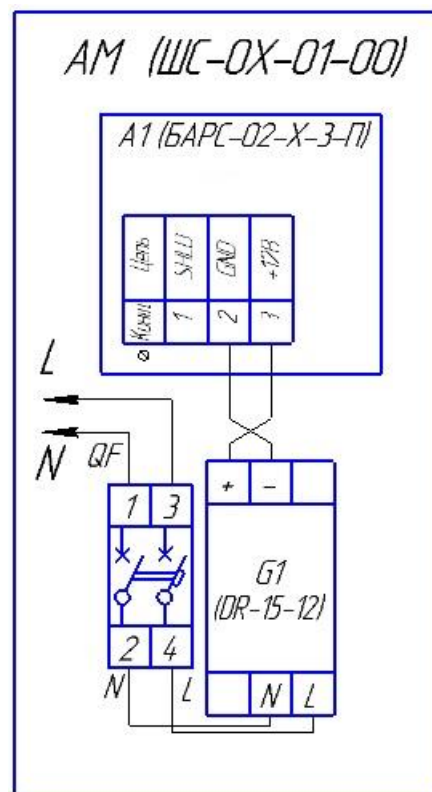 АМ (ШС-0Х-01-00)
А1 (БАРС-02-Х-3-П)
Цепь SHLD GND +12В
Конт. 1 2 3
L
N QF
1 3
+ -
G1
(DR-15-12)
2 4
N L
N L